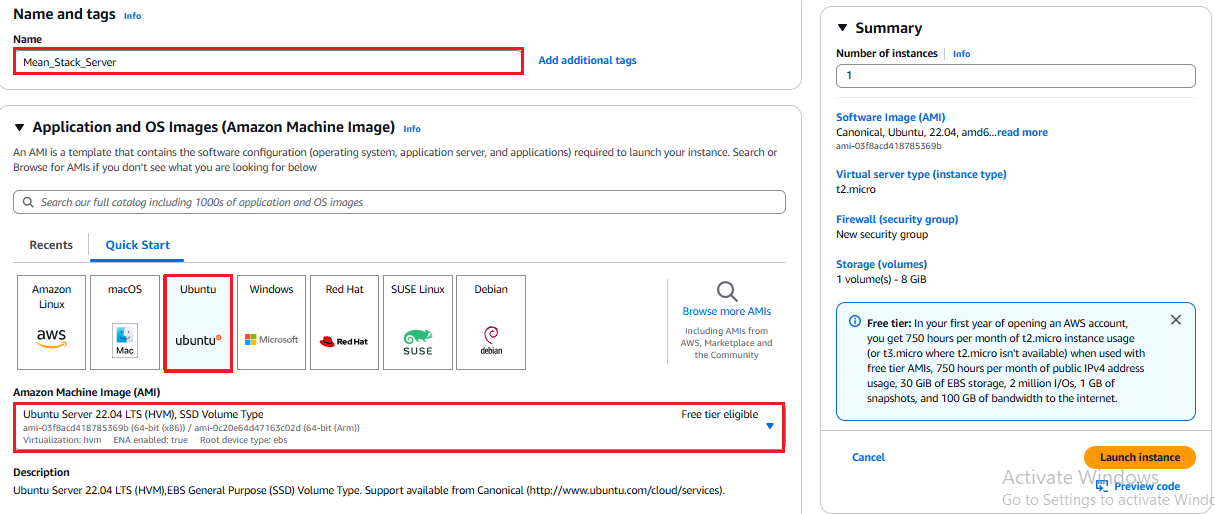 Name and tags Info
Name
Mean_Stack_Server
Add additional tags
Application and OS Images (Amazon Machine Image) Info
An AMI is a template that contains the software configuration (operating system, application server, and applications) required to launch your instance. Search or
Browse for AMIs if you don't see what you are looking for below
Search our full catalog including 1000s of application and OS images
Recents
Quick Start
Amazon
Linux
aws
macOS
Mac
Ubuntu
ubuntu
Windows
Microsoft
Red Hat
Red Hat
SUSE Linux
SUSE
Debian
debian
Browse more AMIs
Including AMIs from
AWS, Marketplace and
the Community
Amazon Machine Image (AMI)
Ubuntu Server 22.04 LTS (HVM), SSD Volume Type
Free tier eligible
ami-03f8acd418785369b (64-bit (x86)) / ami-0c20e64d47163c02d (64-bit (Arm))
Virtualization: hvm ENA enabled: true Root device type: ebs
Description
Ubuntu Server 22.04 LTS (HVM),EBS General Purpose (SSD) Volume Type. Support available from Canonical (http://www.ubuntu.com/cloud/services).
Summary
Number of instances Info
1
Software Image (AMI)
Canonical, Ubuntu, 22.04, amd6...read more
ami-03f8acd418785369b
Virtual server type (instance type)
t2.micro
Firewall (security group)
New security group
Storage (volumes)
1 volume(s) - 8 GiB
Free tier: In your first year of opening an AWS account,
you get 750 hours per month of t2.micro instance usage
(or t3.micro where t2.micro isn't available) when used with
free tier AMIs, 750 hours per month of public IPv4 address
usage, 30 GiB of EBS storage, 2 million I/Os, 1 GB of
snapshots, and 100 GB of bandwidth to the internet.
Cancel
Launch instance
Preview code
Activate Windows
Go to Settings to activate Windo